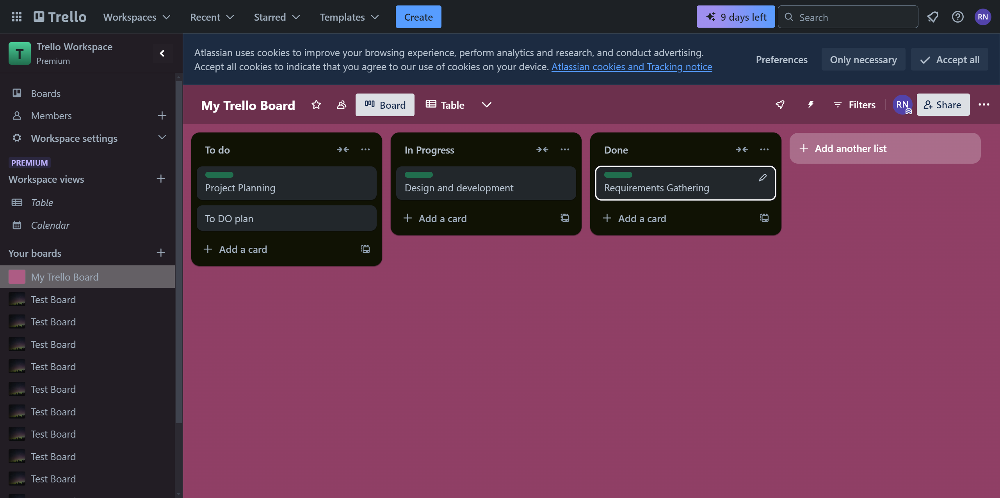 Trello
Workspaces
Recent
Starred
Templates
Create
9 days left
Search
RN
T
Trello Workspace
Premium
Atlassian uses cookies to improve your browsing experience, perform analytics and research, and conduct advertising.
Accept all cookies to indicate that you agree to our use of cookies on your device. Atlassian cookies and Tracking notice
Preferences
Only necessary
Accept all
Boards
Members
Workspace settings
PREMIUM
Workspace views
Table
Calendar
Your boards
My Trello Board
Test Board
Test Board
Test Board
Test Board
Test Board
Test Board
Test Board
Test Board
Test Board
My Trello Board
Board
Table
Filters
RN
Share
To do
Project Planning
To DO plan
Add a card
In Progress
Design and development
Add a card
Done
Requirements Gathering
Add a card
Add another list